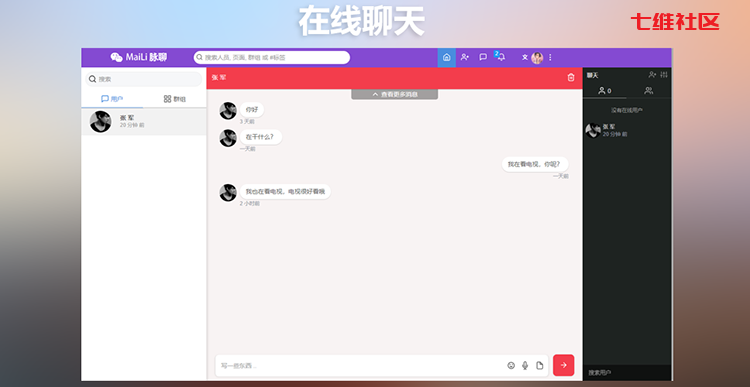 在线聊天
七维社区
MaiLi 脉聊
搜索人员, 页面, 群组 或 #标签
2
文
搜索
用户
群组
张 军
29 分钟 前
张 军
查看更多消息
你好
3 天前
在干什么?
一天前
我在看电视，你呢?
一天前
我也在看电视，电视很好看哦
2 小时前
写一些东西...
聊天
0
没有在线用户
张 军
29 分钟 前
搜索用户